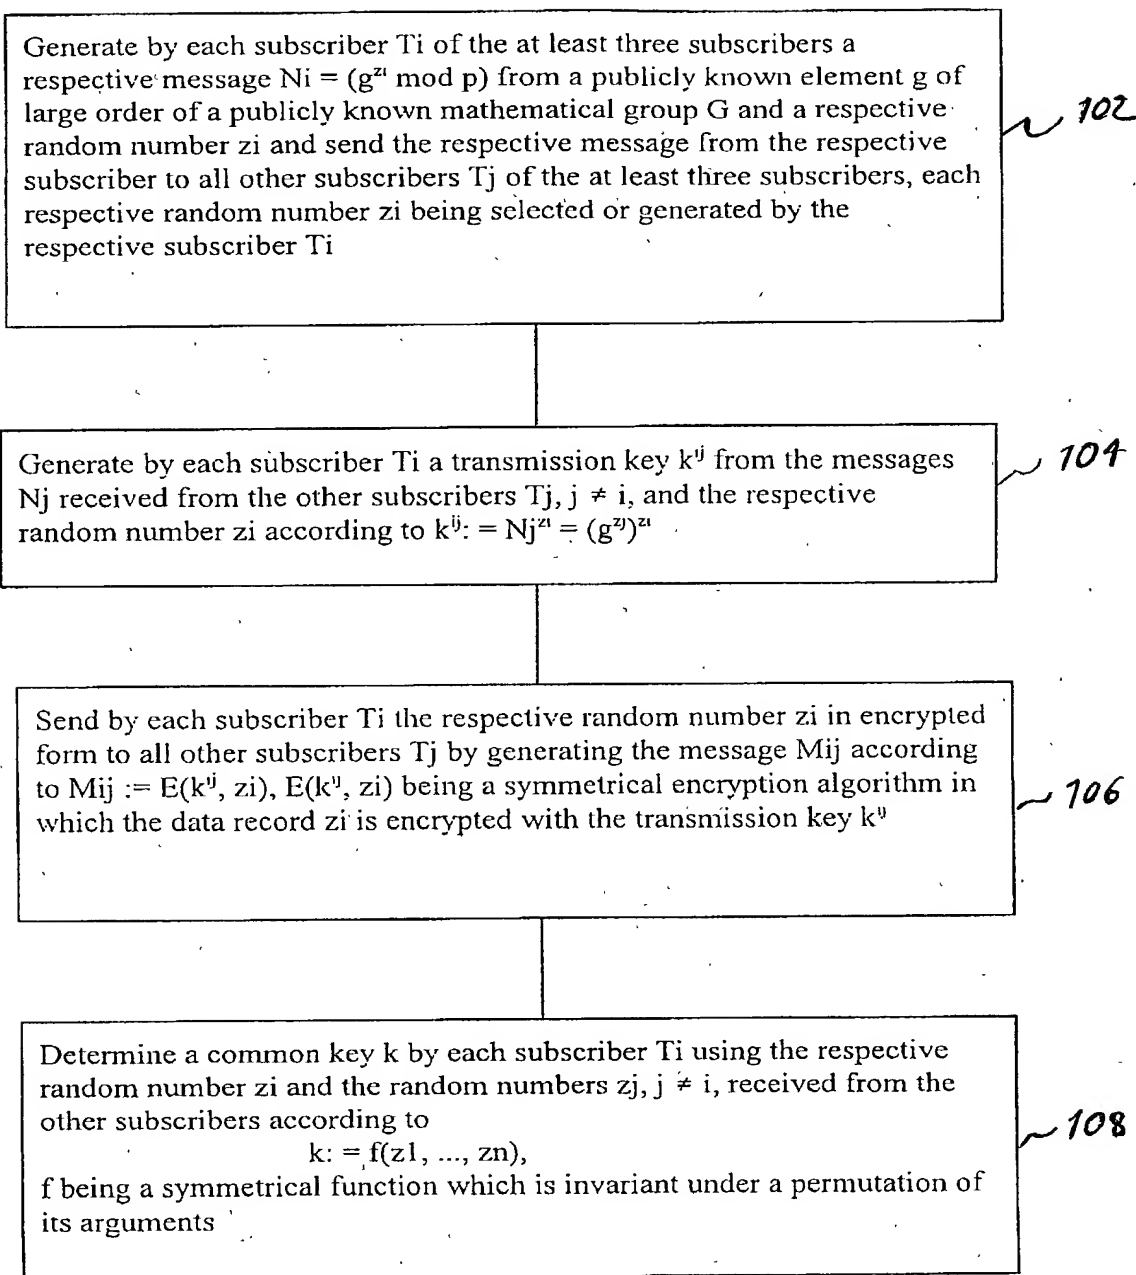 Generate by each subscriber Ti of the at least three subscribers a
respective message Ni = (g^zi mod p) from a publicly known element g of
large order of a publicly known mathematical group G and a respective
random number zi and send the respective message from the respective
subscriber to all other subscribers Tj of the at least three subscribers, each
respective random number zi being selected or generated by the
respective subscriber Ti
102
Generate by each subscriber Ti a transmission key k^ij from the messages
Nj received from the other subscribers Tj, j ≠ i, and the respective
random number zi according to k^ij: = Nj^zi = (g^zj)^zi
104
Send by each subscriber Ti the respective random number zi in encrypted
form to all other subscribers Tj by generating the message Mij according
to Mij := E(k^ij, zi), E(k^ij, zi) being a symmetrical encryption algorithm in
which the data record zi is encrypted with the transmission key k^ij
106
Determine a common key k by each subscriber Ti using the respective
random number zi and the random numbers zj, j ≠ i, received from the
other subscribers according to
k: = f(z1, ..., zn),
f being a symmetrical function which is invariant under a permutation of
its arguments
108